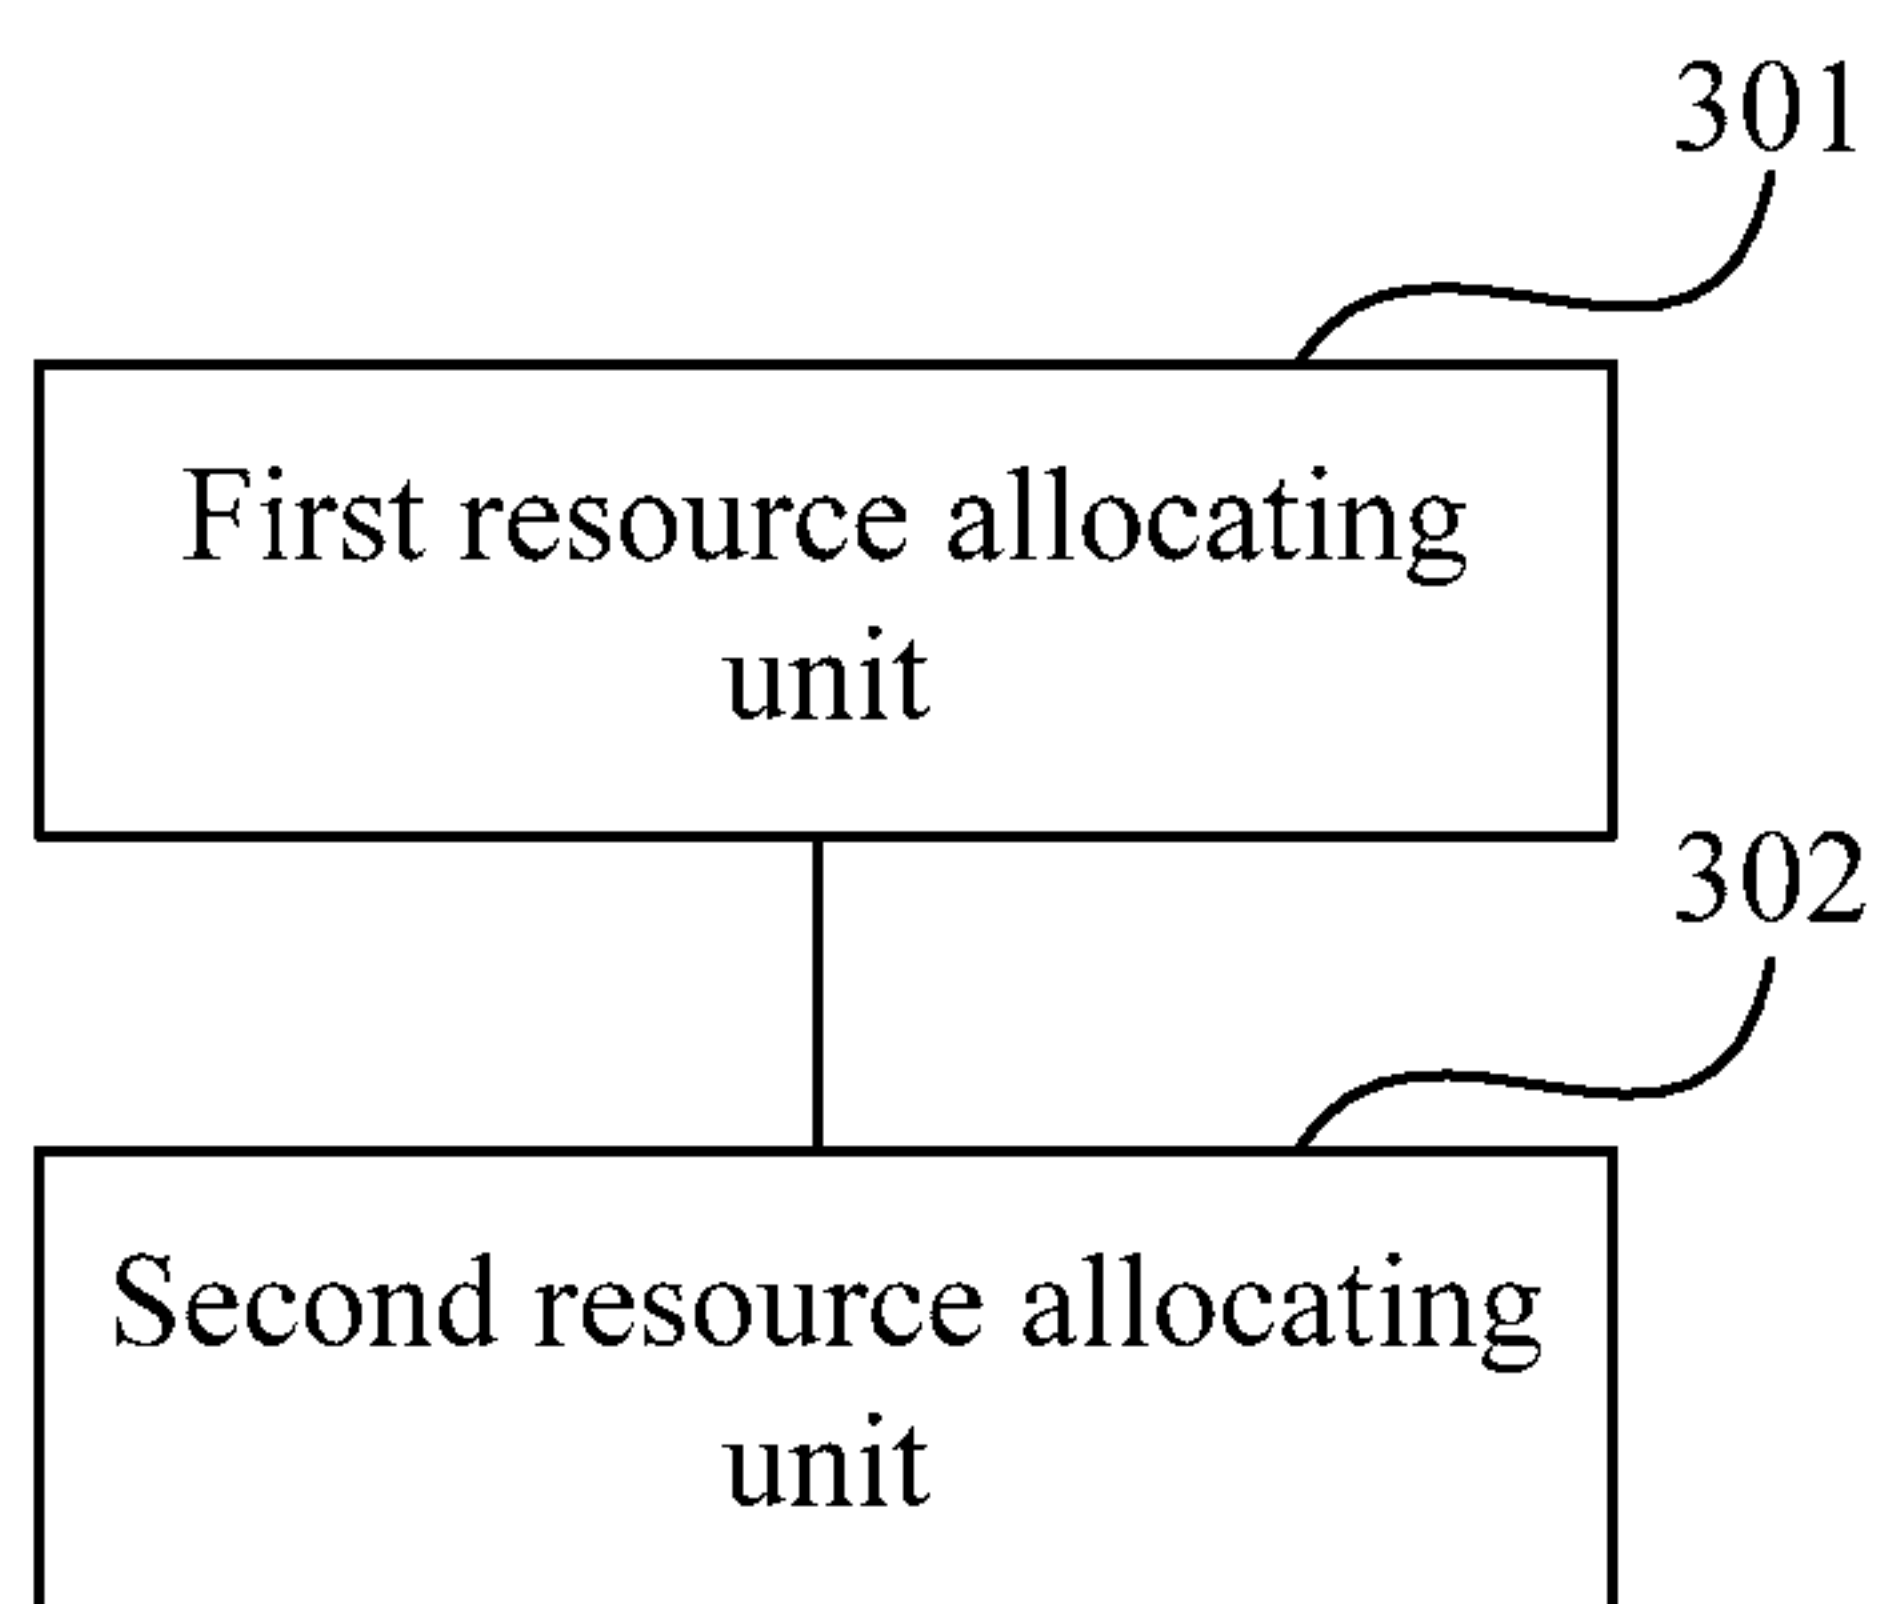 301
First resource allocating
unit
302
Second resource allocating
unit